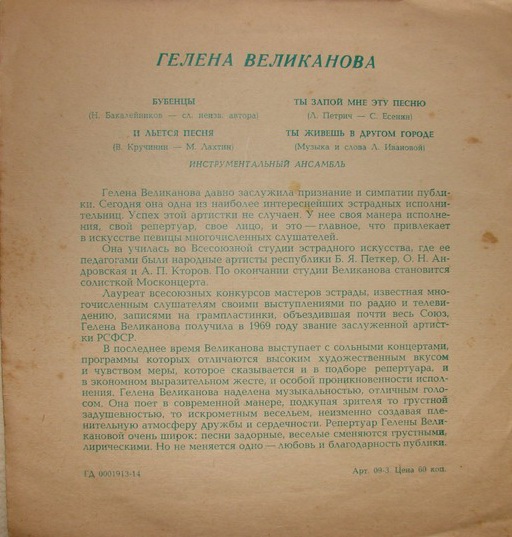 ГЕЛЕНА ВЕЛИКАНОВА
БУБЕНЦЫ
(Н. Бакалейников — сл. неизв. автора)
И ЛЬЕТСЯ ПЕСНЯ
(В. Кручинин — М. Лахтин)
ТЫ ЗАПОЙ МНЕ ЭТУ ПЕСНЮ
(Л. Петрич — С. Есенин)
ТЫ ЖИВЕШЬ В ДРУГОМ ГОРОДЕ
(Музыка и слова Л. Ивановой)
ИНСТРУМЕНТАЛЬНЫЙ АНСАМБЛЬ
Гелена Великанова давно заслужила признание и симпатии публи-
ки. Сегодня она одна из наиболее интереснейших эстрадных исполни-
тельниц. Успех этой артистки не случаен. У нее своя манера исполне-
ния, свой репертуар, свое лицо, и это — главное, что привлекает
в искусстве певицы многочисленных слушателей.
Она училась во Всесоюзной студии эстрадного искусства, где ее
педагогами были народные артисты республики Б. Я. Петкер, О. Н. Ан-
дровская и А. П. Кторов. По окончании студии Великанова становится
солисткой Москонцерта.
Лауреат всесоюзных конкурсов мастеров эстрады, известная мно-
гочисленным слушателям своими выступлениями по радио и телеви-
дению, записями на грампластинки, объездившая почти весь Союз,
Гелена Великанова получила в 1969 году звание заслуженной артист-
ки РСФСР.
В последнее время Великанова выступает с сольными концертами,
программы которых отличаются высоким художественным вкусом
и чувством меры, которое сказывается и в подборе репертуара, и
в экономном выразительном жесте, и особой проникновенности испол-
нения. Гелена Великанова наделена музыкальностью, отличным голо-
сом. Она поет в современной манере, подкупая зрителя то грустной
задушевностью, то искрометным весельем, неизменно создавая пле-
нительную атмосферу дружбы и сердечности. Репертуар Гелены Вели-
кановой очень широк: песни задорные, веселые сменяются грустными,
лирическими. Но не меняется одно — любовь и благодарность публики.
ГД 0001913-14
Арт. 09-3. Цена 60 коп.